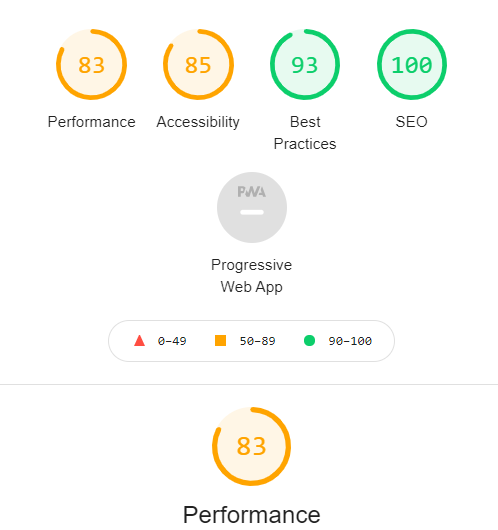 83 85 93 100
Performance Accessibility Best Practices SEO
PWA
Progressive
Web App
0–49 50–89 90–100
83
Performance